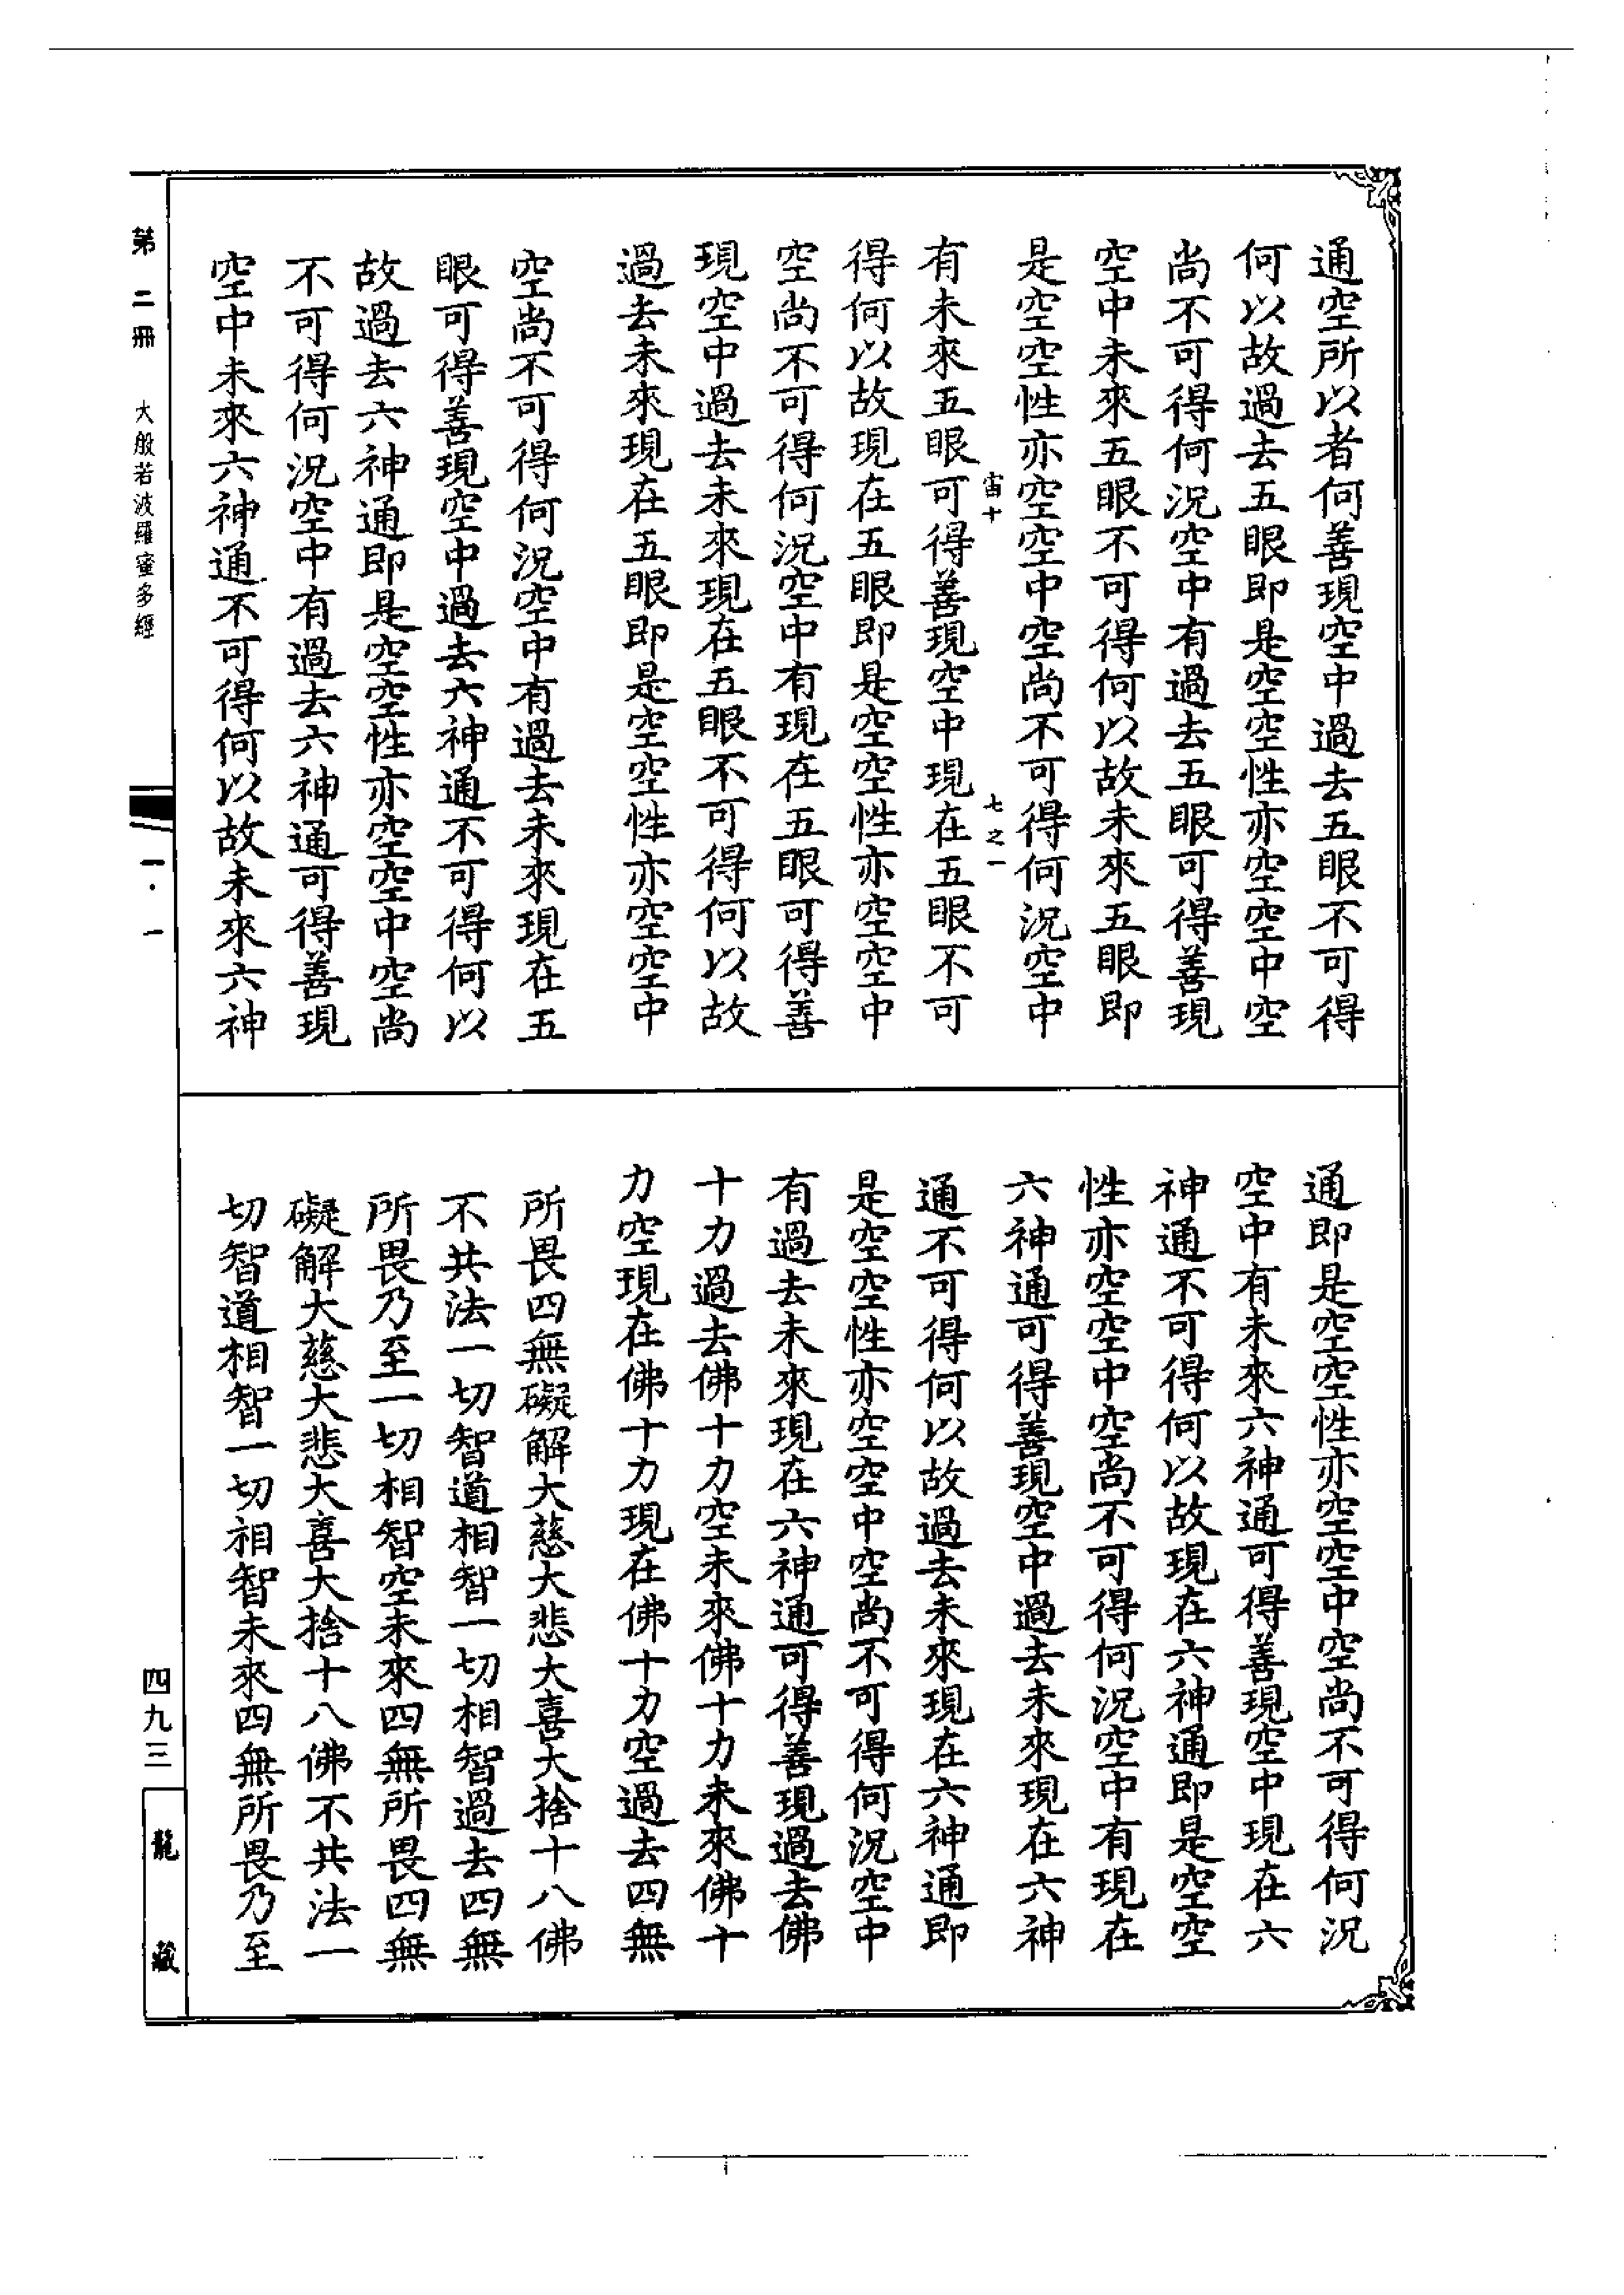 通空所以者何善現空中過去五眼不可得
何以故過去五眼即是空空性亦空空中空
尚不可得何況空中有過去五眼可得善現
空中未來五眼不可得何以故未來五眼即
是空空性亦空空中空尚不可得何況空中
宙十
七之一
有未來五眼可得善現空中現在五眼不可
得何以故現在五眼即是空空性亦空空中
空尚不可得何況空中有現在五眼可得善
現空中過去未來現在五眼不可得何以故
過去未來現在五眼即是空空性亦空空中
空尚不可得何況空中有過去未來現在五
眼可得善現空中過去六神通不可得何以
故過去六神通即是空空性亦空空中空尚
不可得何況空中有過去六神通可得善現
空中未來六神通不可得何以故未來六神
通即是空空性亦空空中空尚不可得何況
空中有未來六神通可得善現空中現在六
神通不可得何以故現在六神通即是空空
性亦空空中空尚不可得何況空中有現在
六神通可得善現空中過去未來現在六神
通不可得何以故過去未來現在六神通即
是空空性亦空空中空尚不可得何況空中
有過去未來現在六神通可得善現過去佛
十力過去佛十力空未來佛十力未來佛十
力空現在佛十力現在佛十力空過去四無
所畏四無礙解大慈大悲大喜大捨十八佛
不共法一切智道相智一切相智過去四無
所畏乃至一切相智空未來四無所畏四無
礙解大慈大悲大喜大捨十八佛不共法一
切智道相智一切相智未來四無所畏乃至
第二冊
大般若波羅蜜多經
一·一
四九三
龍藏